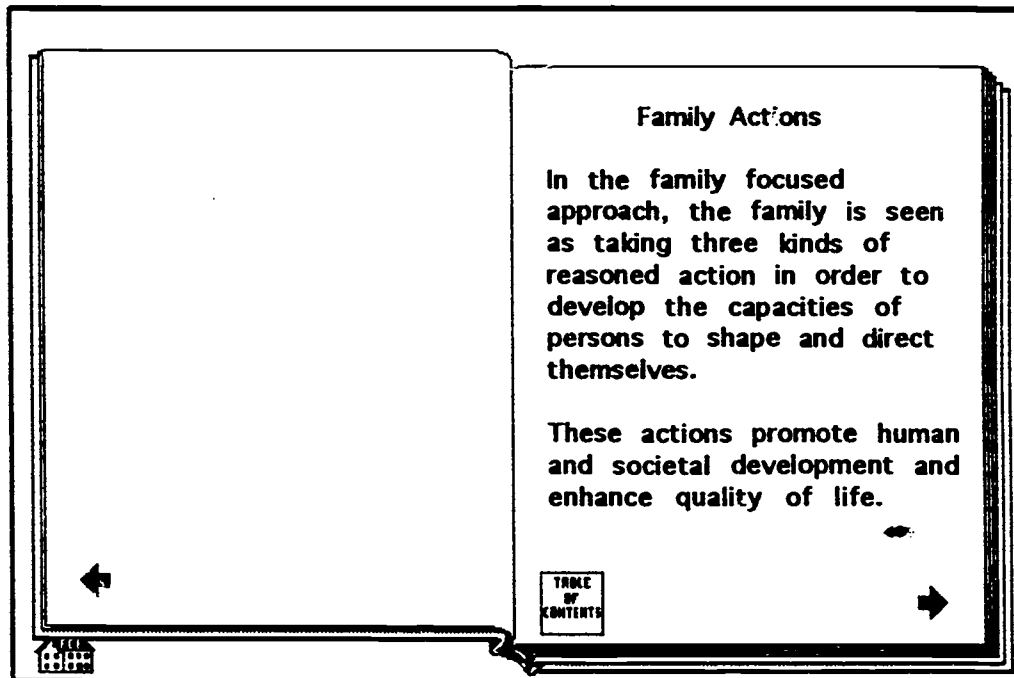 Family Actions
In the family focused
approach, the family is seen
as taking three kinds of
reasoned action in order to
develop the capacities of
persons to shape and direct
themselves.
These actions promote human
and societal development and
enhance quality of life.
TABLE
OF
CONTENTS